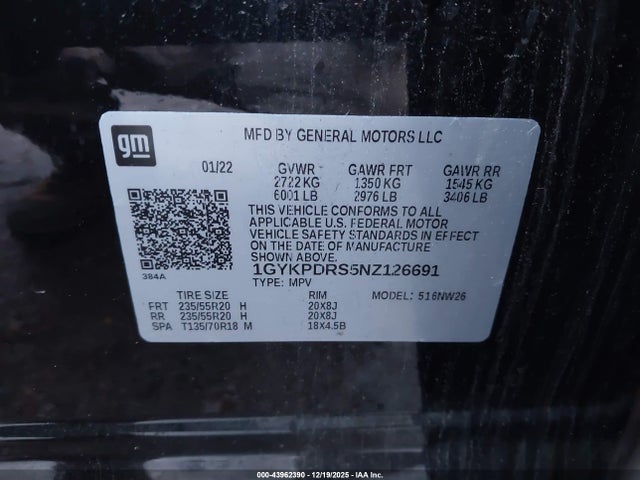 gm
MFD BY GENERAL MOTORS LLC
01/22 GVWR GAWR FRT GAWR RR
2722 KG 1350 KG 1545 KG
6001 LB 2976 LB 3406 LB
THIS VEHICLE CONFORMS TO ALL
APPLICABLE U.S. FEDERAL MOTOR
VEHICLE SAFETY STANDARDS IN EFFECT
ON THE DATE OF MANUFACTURE
SHOWN ABOVE.
384A
1GYKPDRS5NZ126691
TYPE: MPV
TIRE SIZE RIM MODEL: 516NW26
FRT 235/55R20 H 20X8J
RR 235/55R20 H 20X8J
SPA T135/70R18 M 18X4.5B
000-43962390 - 12/19/2025 - IAA Inc.